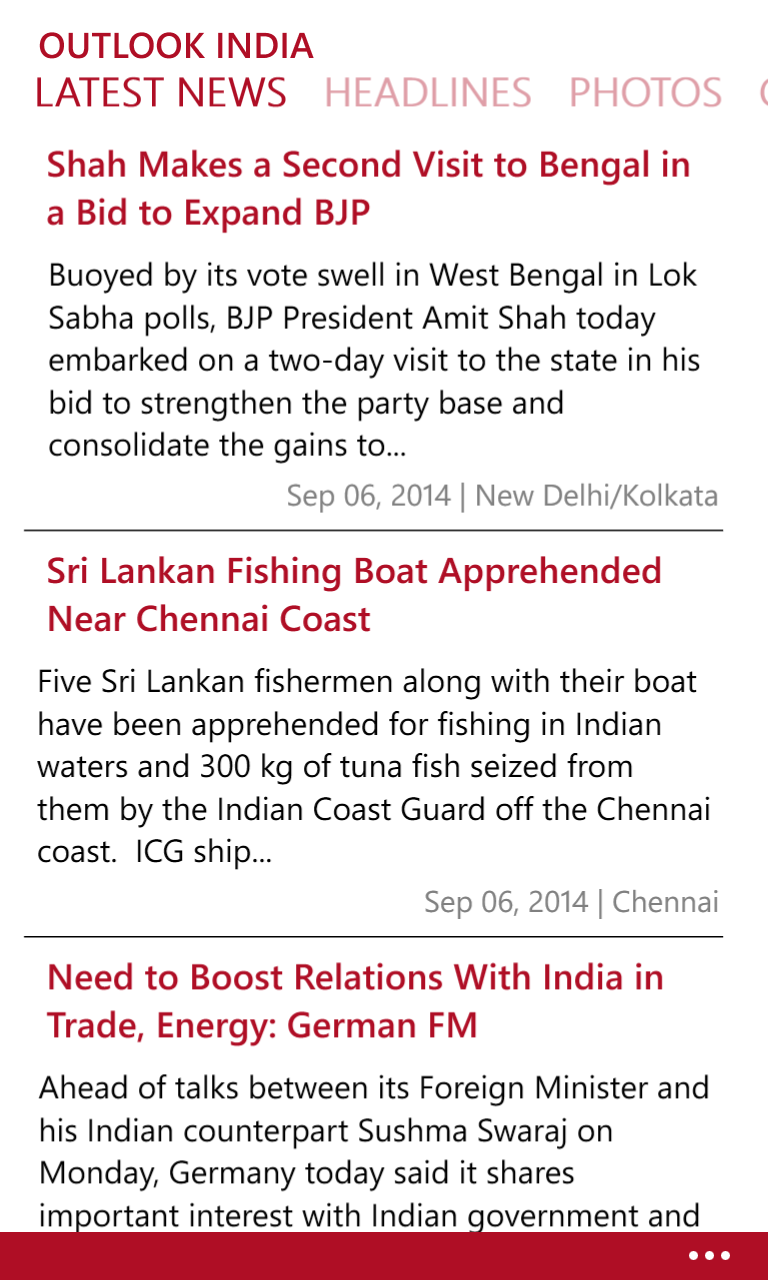 OUTLOOK INDIA
LATEST NEWS HEADLINES PHOTOS
Shah Makes a Second Visit to Bengal in
a Bid to Expand BJP
Buoyed by its vote swell in West Bengal in Lok
Sabha polls, BJP President Amit Shah today
embarked on a two-day visit to the state in his
bid to strengthen the party base and
consolidate the gains to...
Sep 06, 2014 | New Delhi/Kolkata
Sri Lankan Fishing Boat Apprehended
Near Chennai Coast
Five Sri Lankan fishermen along with their boat
have been apprehended for fishing in Indian
waters and 300 kg of tuna fish seized from
them by the Indian Coast Guard off the Chennai
coast.  ICG ship...
Sep 06, 2014 | Chennai
Need to Boost Relations With India in
Trade, Energy: German FM
Ahead of talks between its Foreign Minister and
his Indian counterpart Sushma Swaraj on
Monday, Germany today said it shares
important interest with Indian government and